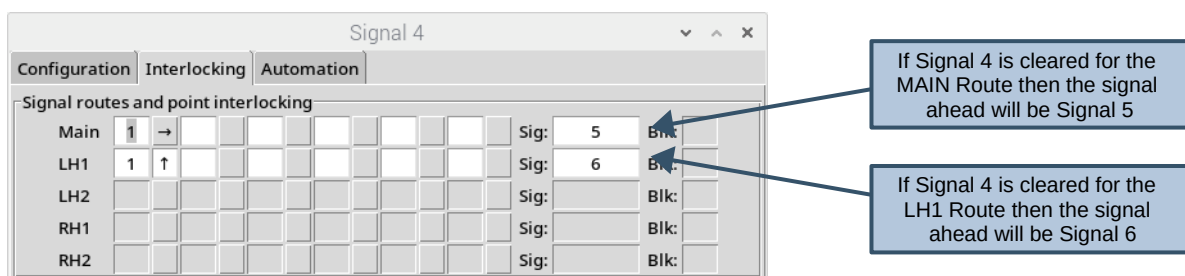 Signal 4
Configuration Interlocking Automation
Signal routes and point interlocking
Main 1 → Sig: 5 Blk:
LH1 1 ↑ Sig: 6 Blk:
LH2 Sig: Blk:
RH1 Sig: Blk:
RH2 Sig: Blk:
If Signal 4 is cleared for the
MAIN Route then the signal
ahead will be Signal 5
If Signal 4 is cleared for the
LH1 Route then the signal
ahead will be Signal 6